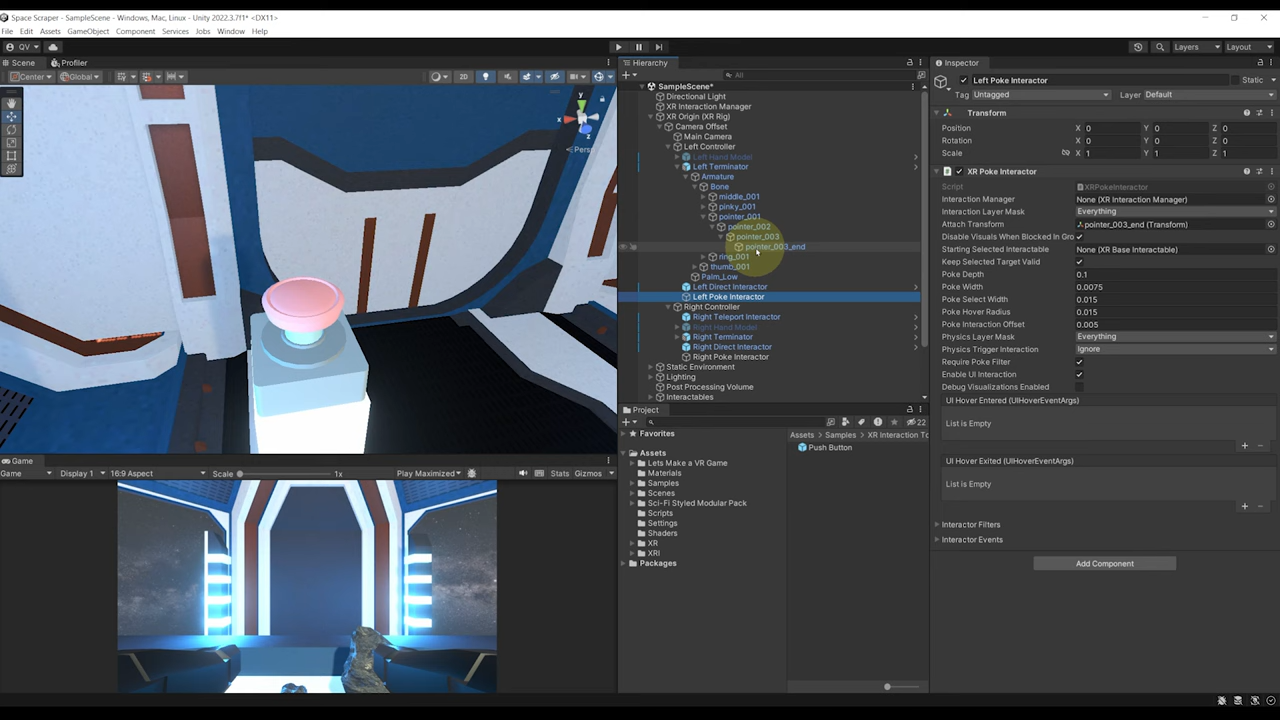 Space Scraper - SampleScene - Windows, Mac, Linux - Unity 2022.3.7f1* <DX11>
File Edit Assets GameObject Component Services Jobs Window Help
QV
Layers Layout
Scene Profiler
Center Global 2D
y
x
Persp
Hierarchy
All
SampleScene*
Directional Light
XR Interaction Manager
XR Origin (XR Rig)
Camera Offset
Main Camera
Left Controller
Left Hand Model
Left Terminator
Armature
Bone
middle_001
pinky_001
pointer_001
pointer_002
pointer_003
pointer_003_end
ring_001
thumb_001
Palm_Low
Left Direct Interactor
Left Poke Interactor
Right Controller
Right Teleport Interactor
Right Hand Model
Right Terminator
Right Direct Interactor
Right Poke Interactor
Static Environment
Lighting
Post Processing Volume
Interactables
Game
Game Display 1 16:9 Aspect Scale 1x Play Maximized Stats Gizmos
Project
22
Favorites
Assets
Lets Make a VR Game
Materials
Samples
Scenes
Sci-Fi Styled Modular Pack
Scripts
Settings
Shaders
XR
XRI
Packages
Assets Samples XR Interaction To
Push Button
Inspector
Left Poke Interactor Static
Tag Untagged Layer Default
Transform
Position X 0 Y 0 Z 0
Rotation X 0 Y 0 Z 0
Scale X 1 Y 1 Z 1
XR Poke Interactor
Script XRPokeInteractor
Interaction Manager None (XR Interaction Manager)
Interaction Layer Mask Everything
Attach Transform pointer_003_end (Transform)
Disable Visuals When Blocked In Gro
Starting Selected Interactable None (XR Base Interactable)
Keep Selected Target Valid
Poke Depth 0.1
Poke Width 0.0075
Poke Select Width 0.015
Poke Hover Radius 0.015
Poke Interaction Offset 0.005
Physics Layer Mask Everything
Physics Trigger Interaction Ignore
Require Poke Filter
Enable UI Interaction
Debug Visualizations Enabled
UI Hover Entered (UIHoverEventArgs)
List is Empty
UI Hover Exited (UIHoverEventArgs)
List is Empty
Interactor Filters
Interactor Events
Add Component